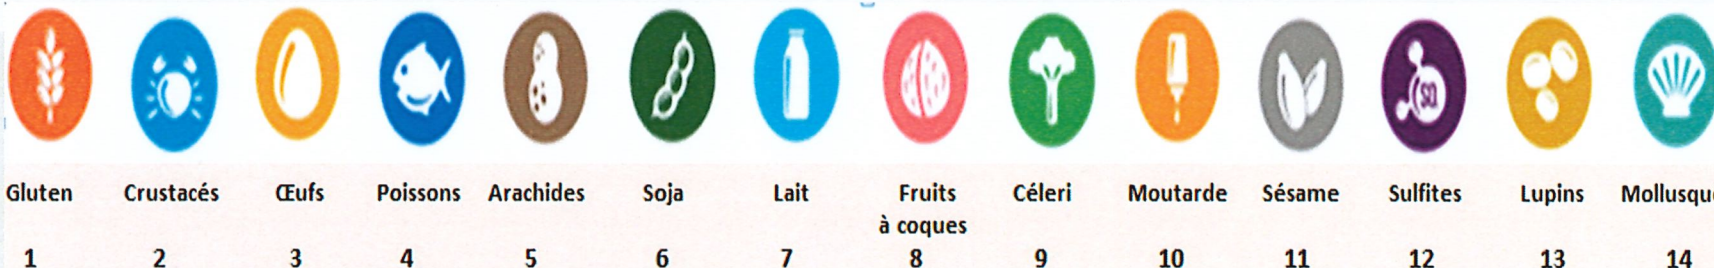 SO₂
Gluten Crustacés Œufs Poissons Arachides Soja Lait Fruits Céleri Moutarde Sésame Sulfites Lupins Mollusqu
à coques
1 2 3 4 5 6 7 8 9 10 11 12 13 14